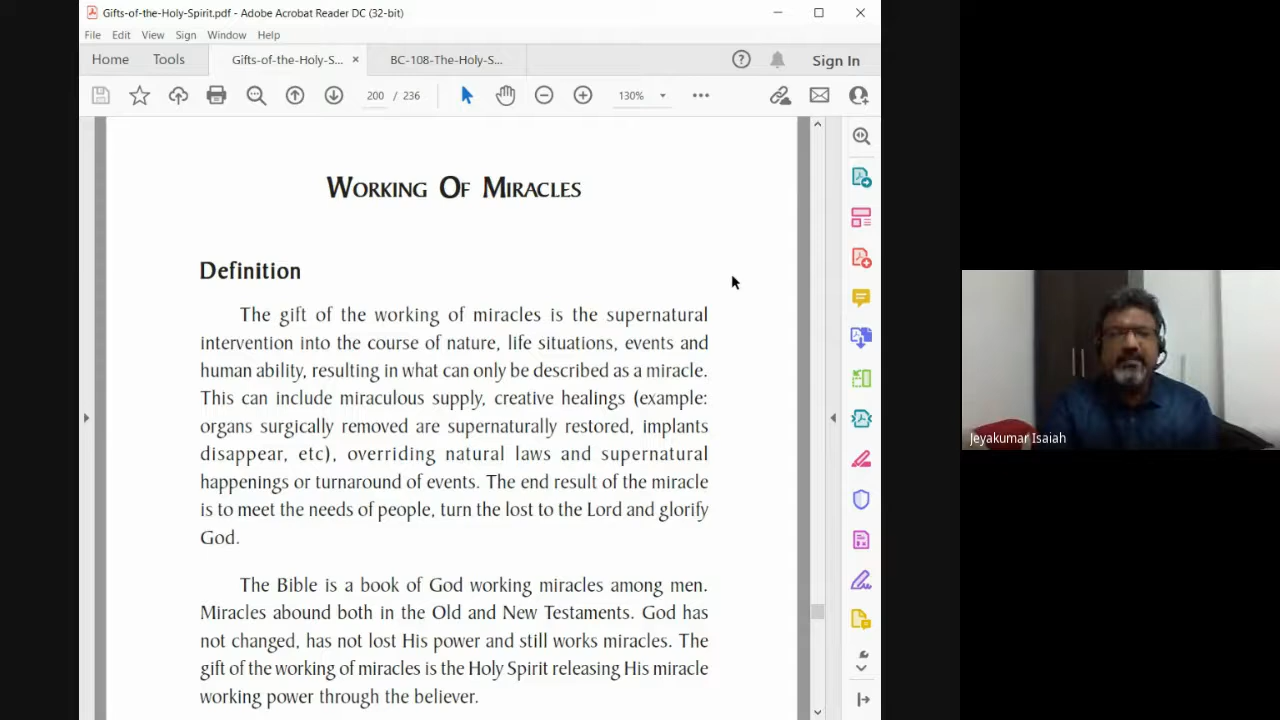 Gifts-of-the-Holy-Spirit.pdf - Adobe Acrobat Reader DC (32-bit)
File Edit View Sign Window Help
Home Tools Gifts-of-the-Holy-S... × BC-108-The-Holy-S... Sign In
200 / 236 130%
WORKING OF MIRACLES
Definition
The gift of the working of miracles is the supernatural
intervention into the course of nature, life situations, events and
human ability, resulting in what can only be described as a miracle.
This can include miraculous supply, creative healings (example:
organs surgically removed are supernaturally restored, implants
disappear, etc), overriding natural laws and supernatural
happenings or turnaround of events. The end result of the miracle
is to meet the needs of people, turn the lost to the Lord and glorify
God.
The Bible is a book of God working miracles among men.
Miracles abound both in the Old and New Testaments. God has
not changed, has not lost His power and still works miracles. The
gift of the working of miracles is the Holy Spirit releasing His miracle
working power through the believer.
Jeyakumar Isaiah